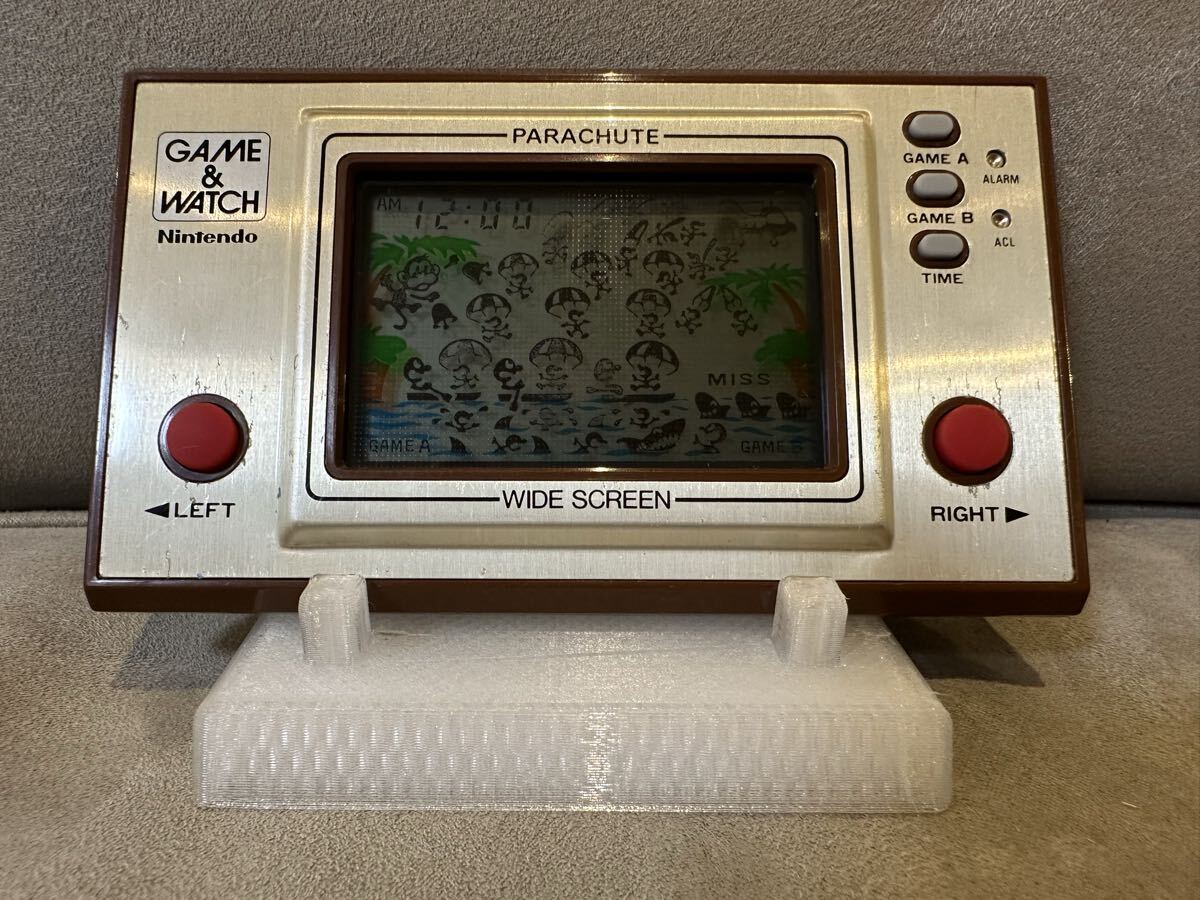 GAME
&
WATCH
Nintendo
PARACHUTE
AM 12:00
MISS
GAME A
GAME B
WIDE SCREEN
◄LEFT
GAME A
ALARM
GAME B
ACL
TIME
RIGHT►